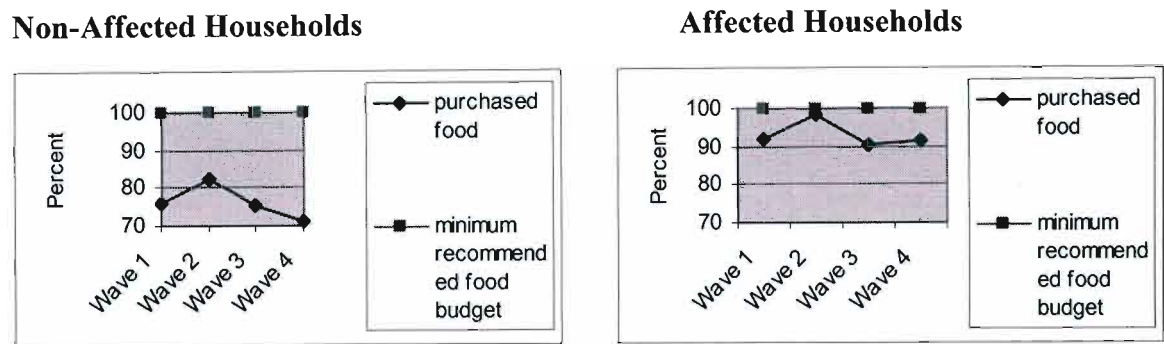 Non-Affected Households
Percent
100
90
80
70
Wave 1
Wave 2
Wave 3
Wave 4
purchased
food
minimum
recommend
ed food
budget
Affected Households
Percent
100
90
80
70
Wave 1
Wave 2
Wave 3
Wave 4
purchased
food
minimum
recommend
ed food
budget